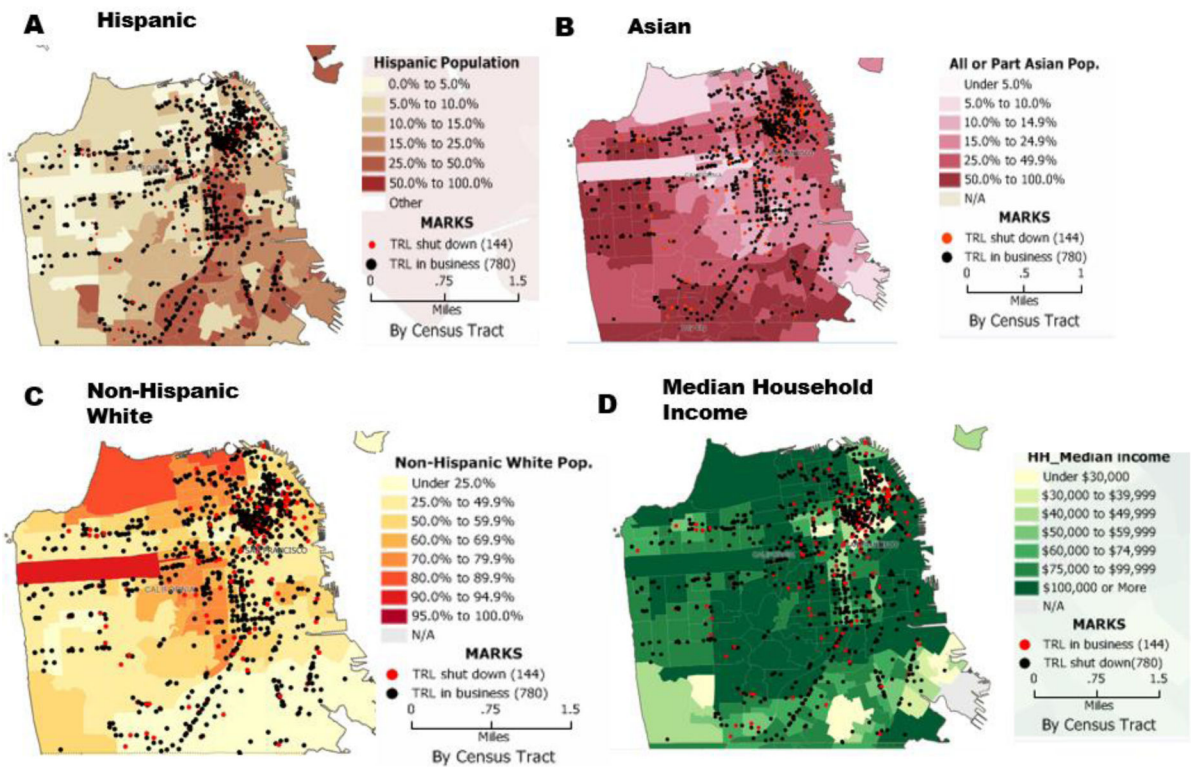 A
Hispanic
Hispanic Population
0.0% to 5.0%
5.0% to 10.0%
10.0% to 15.0%
15.0% to 25.0%
25.0% to 50.0%
50.0% to 100.0%
Other
MARKS
TRL shut down (144)
TRL in business (780)
0 .75 1.5
Miles
By Census Tract
B
Asian
All or Part Asian Pop.
Under 5.0%
5.0% to 10.0%
10.0% to 14.9%
15.0% to 24.9%
25.0% to 49.9%
50.0% to 100.0%
N/A
MARKS
TRL shut down (144)
TRL in business (780)
0 .5 1
Miles
By Census Tract
C
Non-Hispanic
White
SAN FRANCISCO
CALIFORNIA
Non-Hispanic White Pop.
Under 25.0%
25.0% to 49.9%
50.0% to 59.9%
60.0% to 69.9%
70.0% to 79.9%
80.0% to 89.9%
90.0% to 94.9%
95.0% to 100.0%
N/A
MARKS
TRL shut down (144)
TRL in business (780)
0 .75 1.5
Miles
By Census Tract
D
Median Household
Income
HH_Median Income
Under $30,000
$30,000 to $39,999
$40,000 to $49,999
$50,000 to $59,999
$60,000 to $74,999
$75,000 to $99,999
$100,000 or More
N/A
MARKS
TRL in business (144)
TRL shut down(780)
0 .75 1.5
Miles
By Census Tract